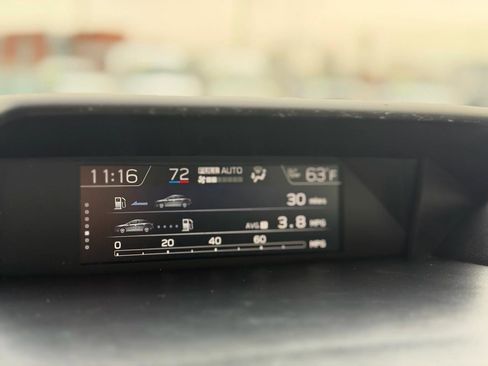 11:16 72 FULL AUTO 63°F
30 miles
AVG 3.8 MPG
0 20 40 60 MPG